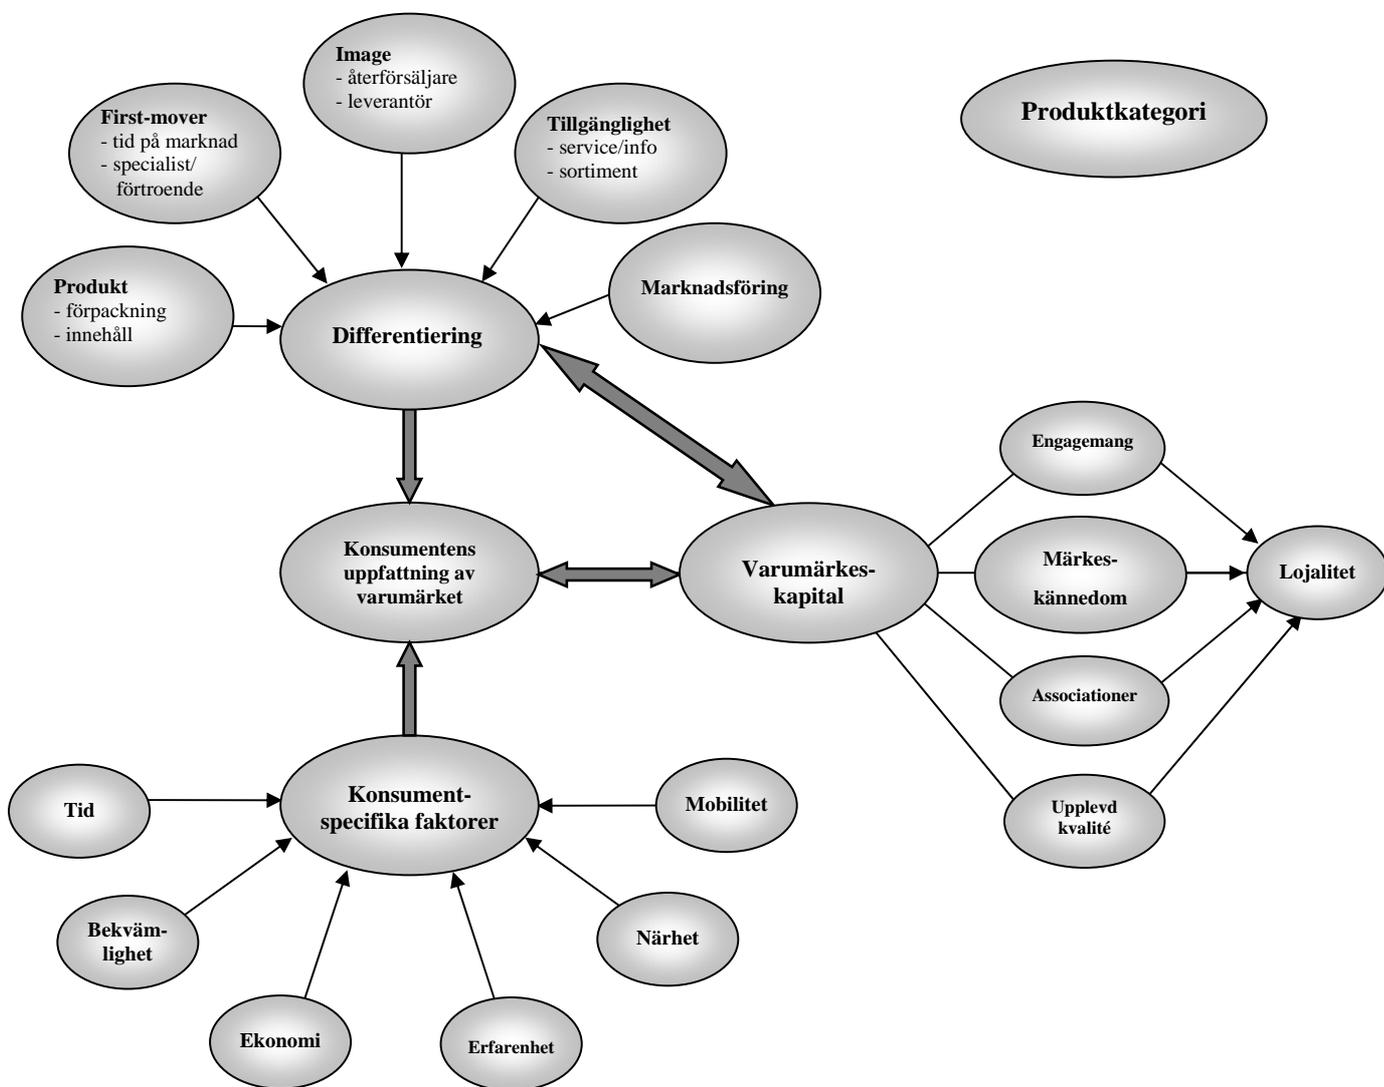 Image
- återförsäljare
- leverantör
Produktkategori
First-mover
- tid på marknad
- specialist/
förtroende
Tillgänglighet
- service/info
- sortiment
Produkt
- förpackning
- innehåll
Marknadsföring
Differentiering
Engagemang
Konsumentens
uppfattning av
varumärket
Varumärkes-
kapital
Märkes-
kännedom
Lojalitet
Associationer
Upplevd
kvalité
Konsument-
specifika faktorer
Tid
Mobilitet
Bekväm-
lighet
Närhet
Ekonomi
Erfarenhet